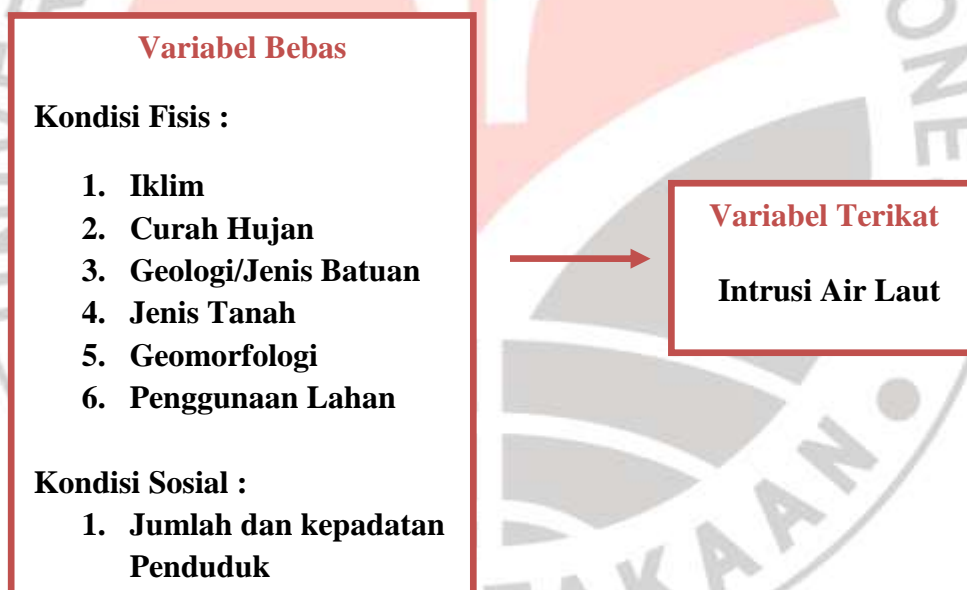 Variabel Bebas
Kondisi Fisis :
1. Iklim
2. Curah Hujan
3. Geologi/Jenis Batuan
4. Jenis Tanah
5. Geomorfologi
6. Penggunaan Lahan
Kondisi Sosial :
1. Jumlah dan kepadatan
Penduduk
Variabel Terikat
Intrusi Air Laut